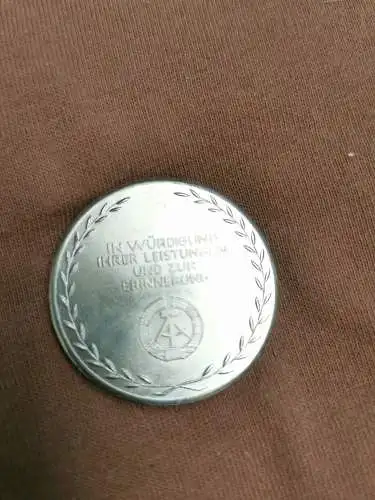 IN WÜRDIGUNG
IHRER LEISTUNGEN
UND ZUR
ERINNERUNG